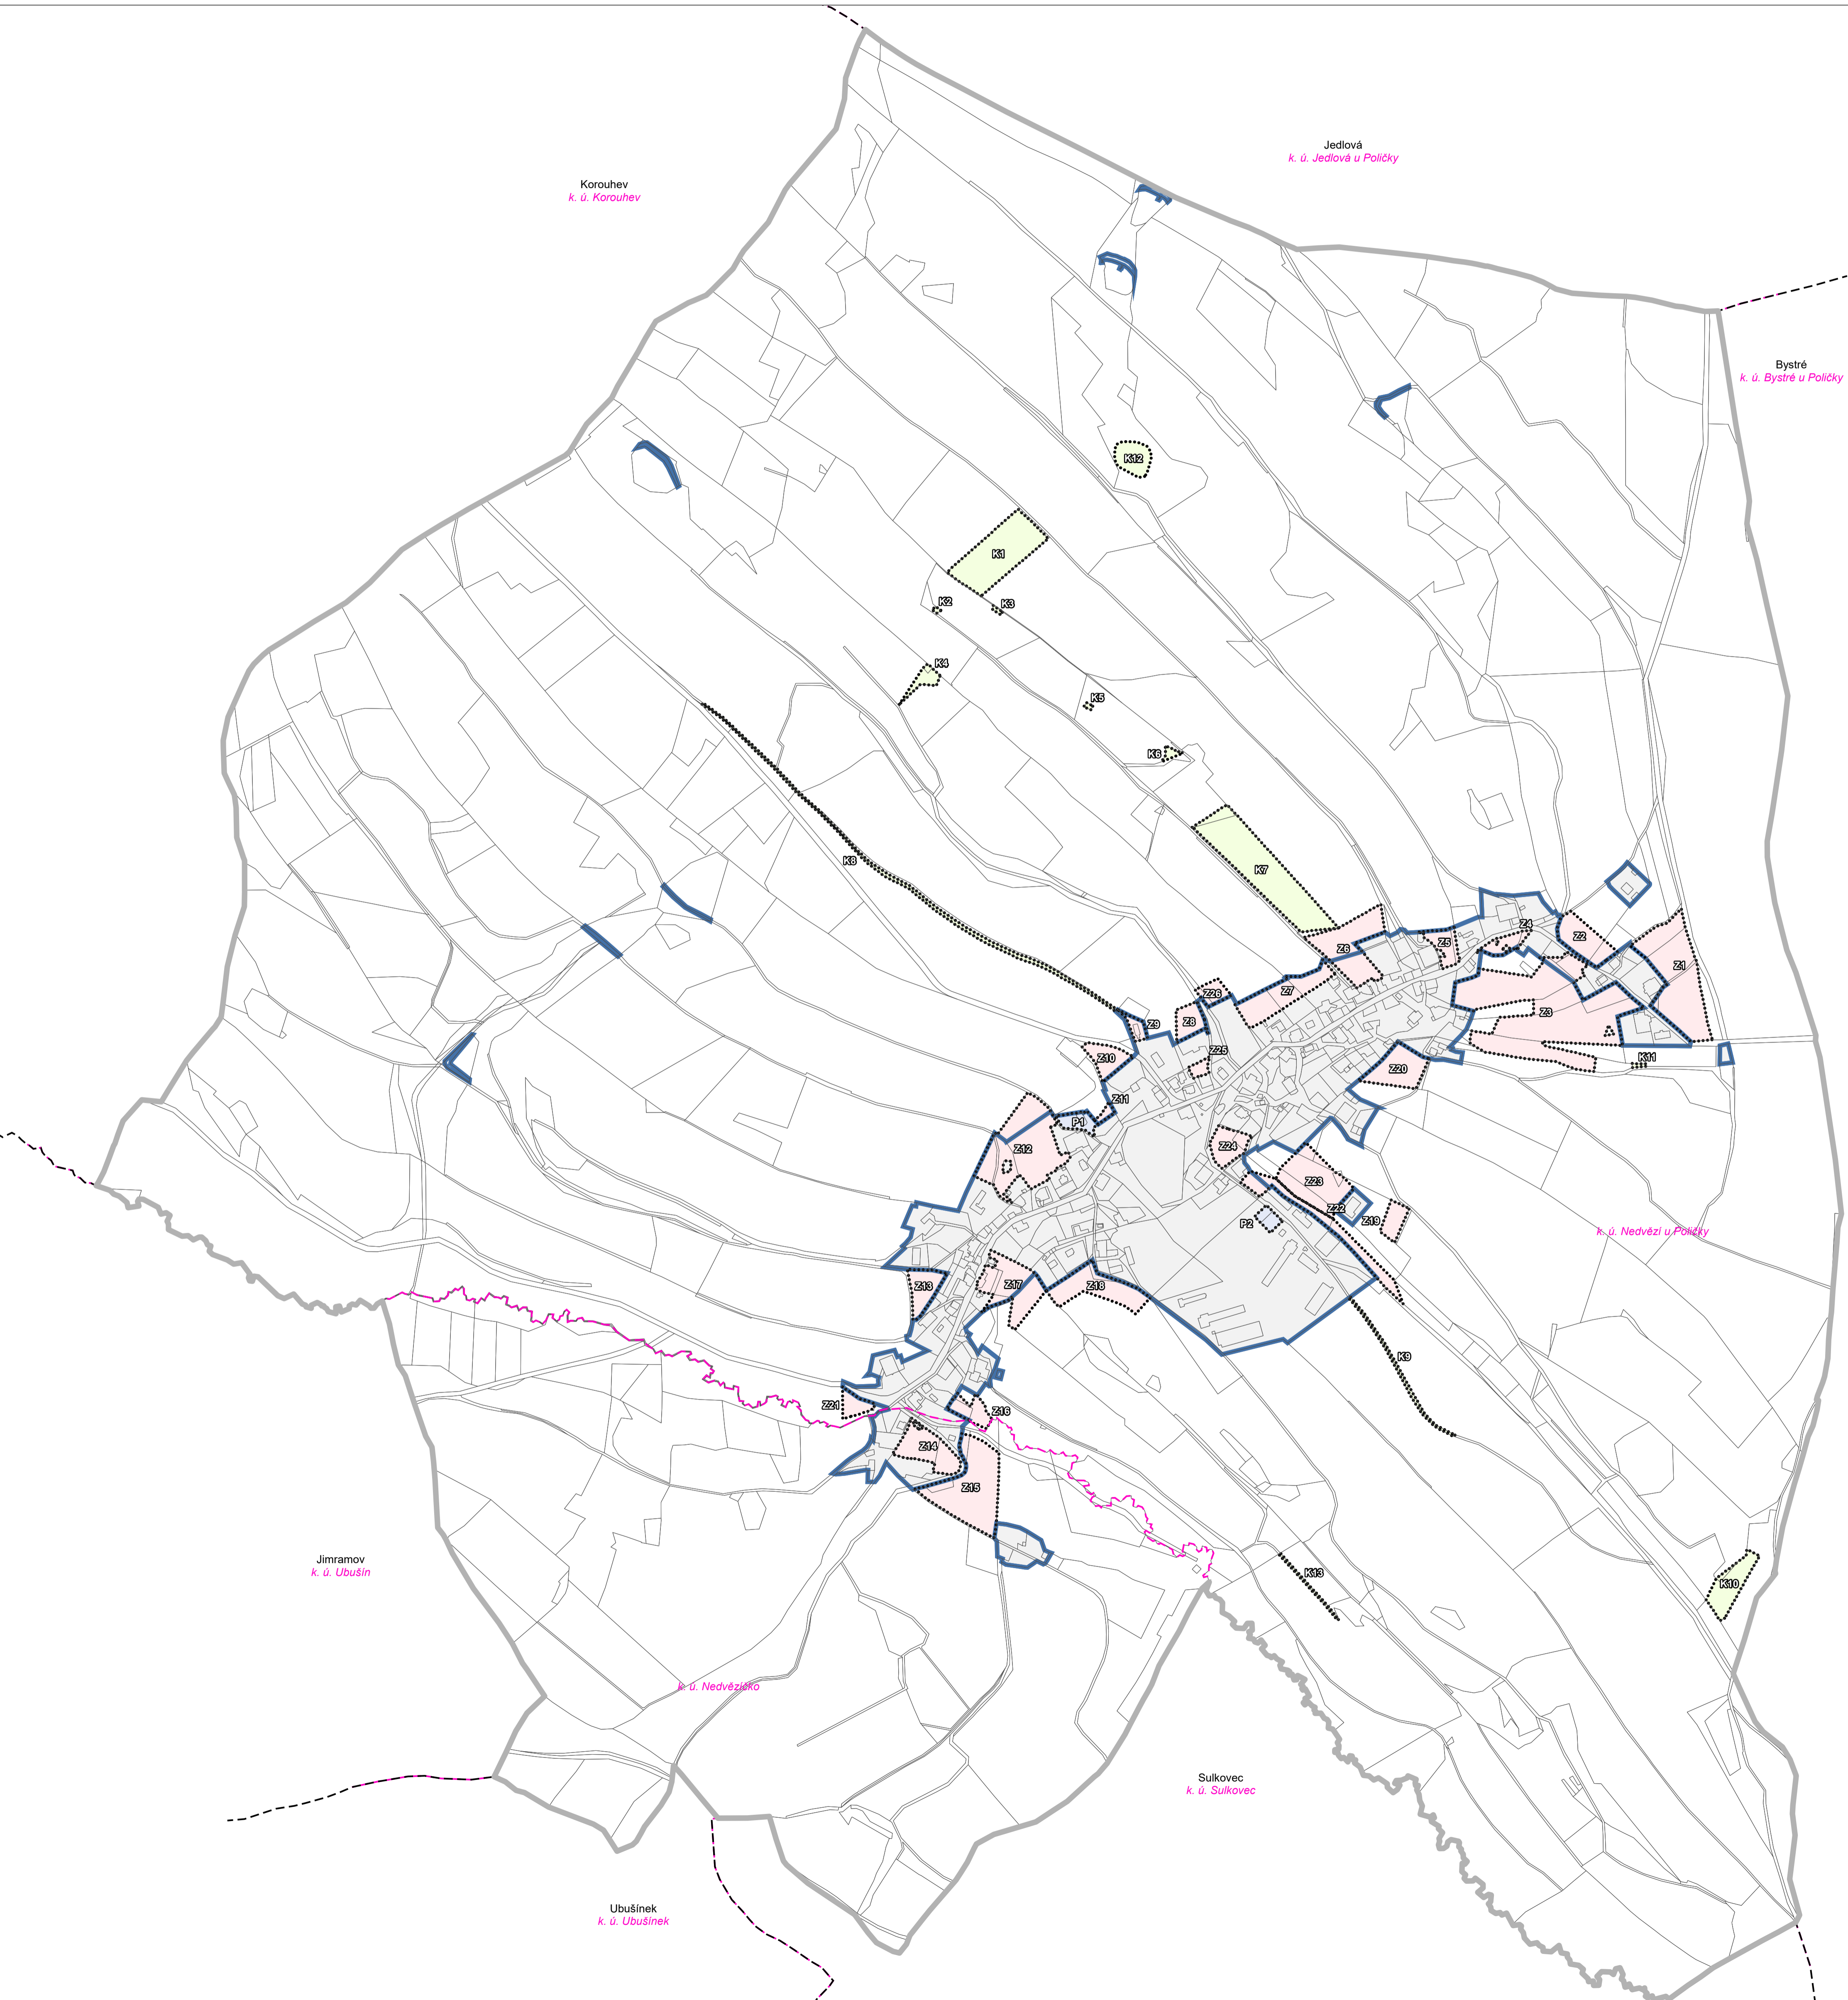 Jedlová
k. ú. Jedlová u Poličky
Korouhev
k. ú. Korouhev
Bystré
k. ú. Bystré u Poličky
K12
K1
K2
K3
K4
K5
K6
K8
K7
Z4
Z5
Z2
Z6
Z1
Z7
Z26
Z3
Z8
Z9
Z25
Z10
K11
Z20
Z11
P1
Z12
Z24
Z23
Z22
Z19
P2
k. ú. Nedvězí u Poličky
Z13
Z17
Z18
K9
Z21
Z16
Z14
Z15
Jimramov
k. ú. Ubušín
K13
K10
k. ú. Nedvězíčko
Sulkovec
k. ú. Sulkovec
Ubušínek
k. ú. Ubušínek